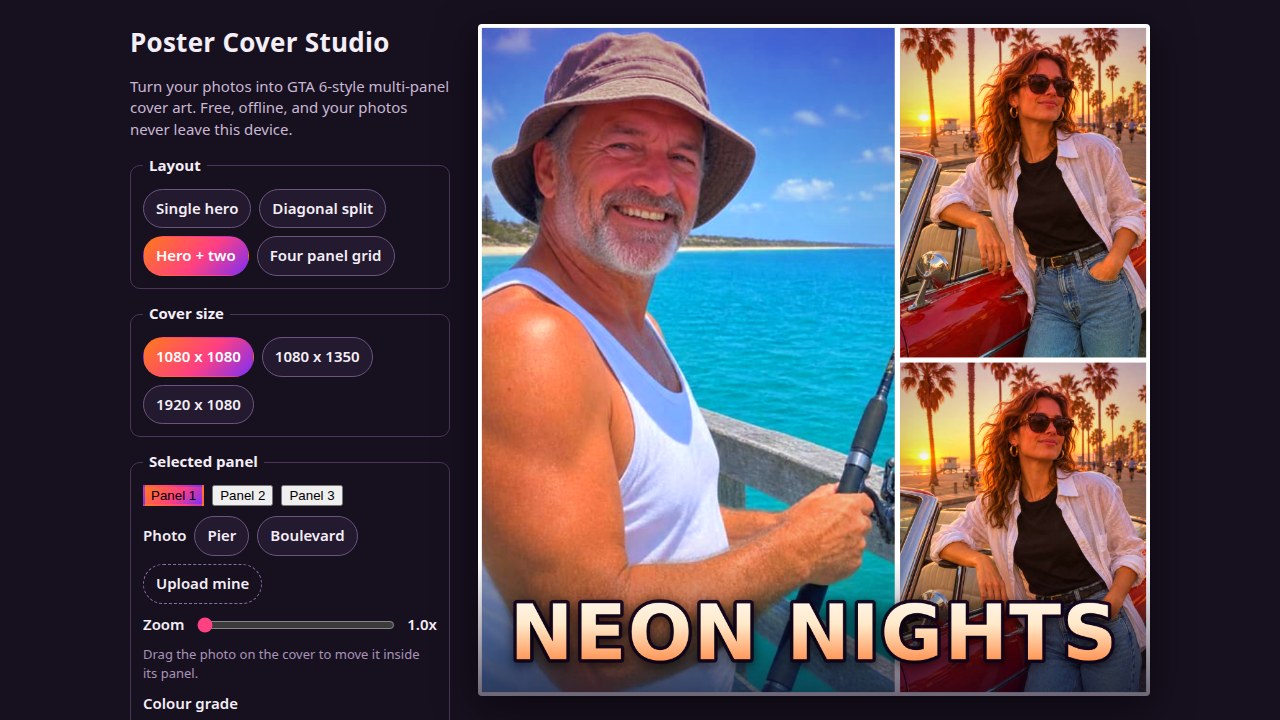 Poster Cover Studio
Turn your photos into GTA 6-style multi-panel
cover art. Free, offline, and your photos
never leave this device.
Layout
Single hero
Diagonal split
Hero + two
Four panel grid
Cover size
1080 x 1080
1080 x 1350
1920 x 1080
Selected panel
Panel 1
Panel 2
Panel 3
Photo
Pier
Boulevard
Upload mine
Zoom
1.0x
Drag the photo on the cover to move it inside
its panel.
Colour grade
NEON NIGHTS